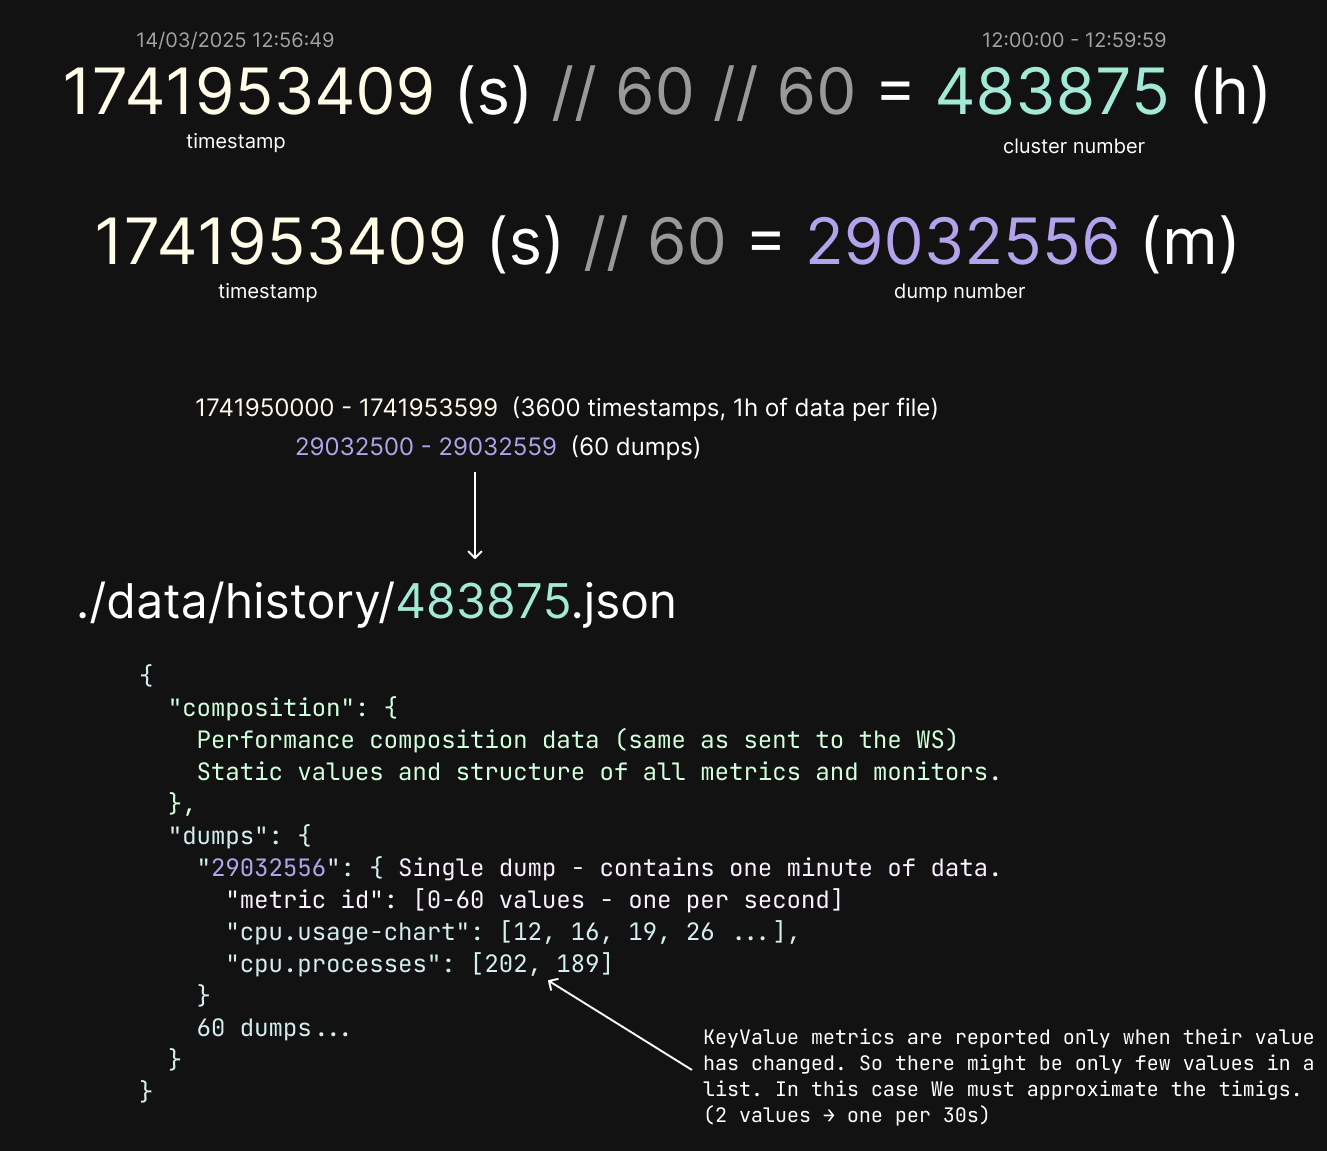 14/03/2025 12:56:49
12:00:00 - 12:59:59
1741953409 (s) // 60 // 60 = 483875 (h)
timestamp
cluster number
1741953409 (s) // 60 = 29032556 (m)
timestamp
dump number
1741950000 - 1741953599 (3600 timestamps, 1h of data per file)
29032500 - 29032559 (60 dumps)
./data/history/483875.json
{
"composition": {
Performance composition data (same as sent to the WS)
Static values and structure of all metrics and monitors.
},
"dumps": {
"29032556": { Single dump - contains one minute of data.
"metric id": [0-60 values - one per second]
"cpu.usage-chart": [12, 16, 19, 26 ...],
"cpu.processes": [202, 189]
}
60 dumps...
}
}
KeyValue metrics are reported only when their value
has changed. So there might be only few values in a
list. In this case We must approximate the timigs.
(2 values → one per 30s)